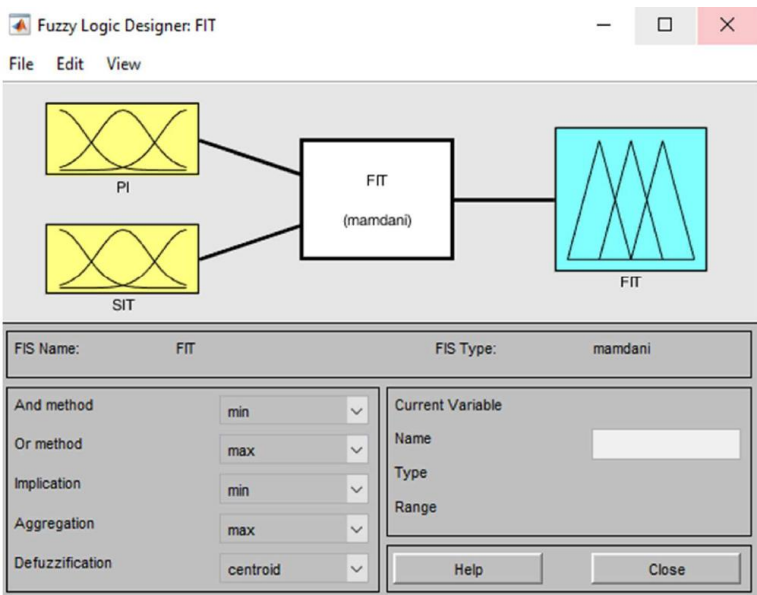 Fuzzy Logic Designer: FIT
File Edit View
PI
SIT
FIT
(mamdani)
FIT
FIS Name: FIT FIS Type: mamdani
And method min
Or method max
Implication min
Aggregation max
Defuzzification centroid
Current Variable
Name
Type
Range
Help Close